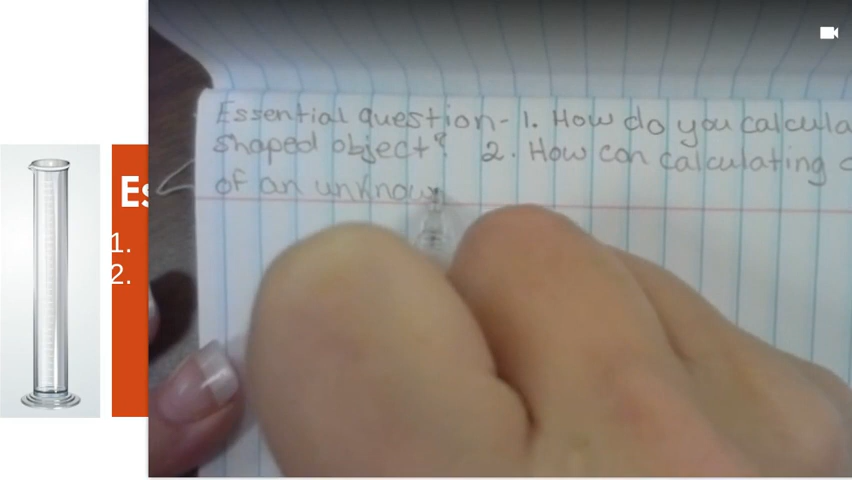 Essential question- 1. How do you calcula
shaped object? 2. How can calculating
of an unknow
Es
1.
2.